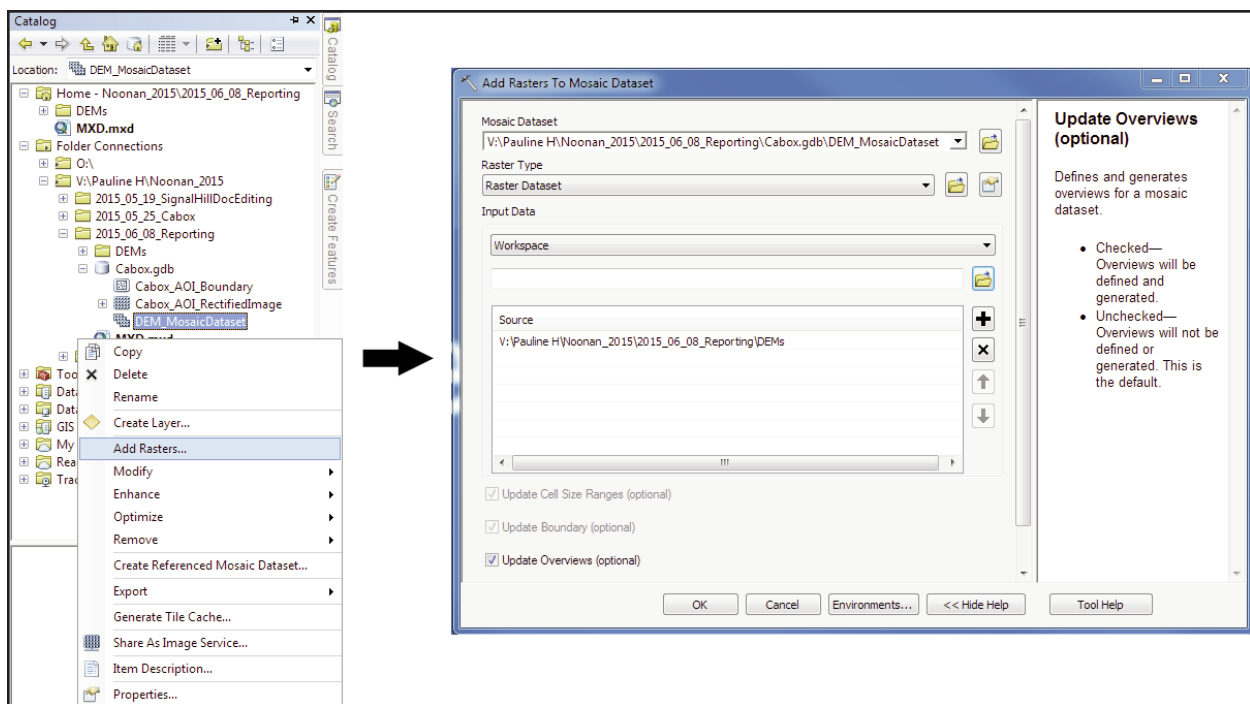 Catalog
Location: DEM_MosaicDataset
Home - Noonan_2015\2015_06_08_Reporting
DEMs
MXD.mxd
Folder Connections
O:\
V:\Pauline H\Noonan_2015
2015_05_19_SignalHillDocEditing
2015_05_25_Cabox
2015_06_08_Reporting
DEMs
Cabox.gdb
Cabox_AOI_Boundary
Cabox_AOI_RectifiedImage
DEM_MosaicDataset
MXD.mxd
Too
Data
Data
GIS
My
Rea
Trac
Copy
Delete
Rename
Create Layer...
Add Rasters...
Modify
Enhance
Optimize
Remove
Create Referenced Mosaic Dataset...
Export
Generate Tile Cache...
Share As Image Service...
Item Description...
Properties...
Catalog
Search
Create Features
Add Rasters To Mosaic Dataset
Mosaic Dataset
V:\Pauline H\Noonan_2015\2015_06_08_Reporting\Cabox.gdb\DEM_MosaicDataset
Raster Type
Raster Dataset
Input Data
Workspace
Source
V:\Pauline H\Noonan_2015\2015_06_08_Reporting\DEMs
Update Cell Size Ranges (optional)
Update Boundary (optional)
Update Overviews (optional)
OK Cancel Environments... << Hide Help Tool Help
Update Overviews
(optional)
Defines and generates
overviews for a mosaic
dataset.
• Checked—
Overviews will be
defined and
generated.
• Unchecked—
Overviews will not be
defined or
generated. This is
the default.